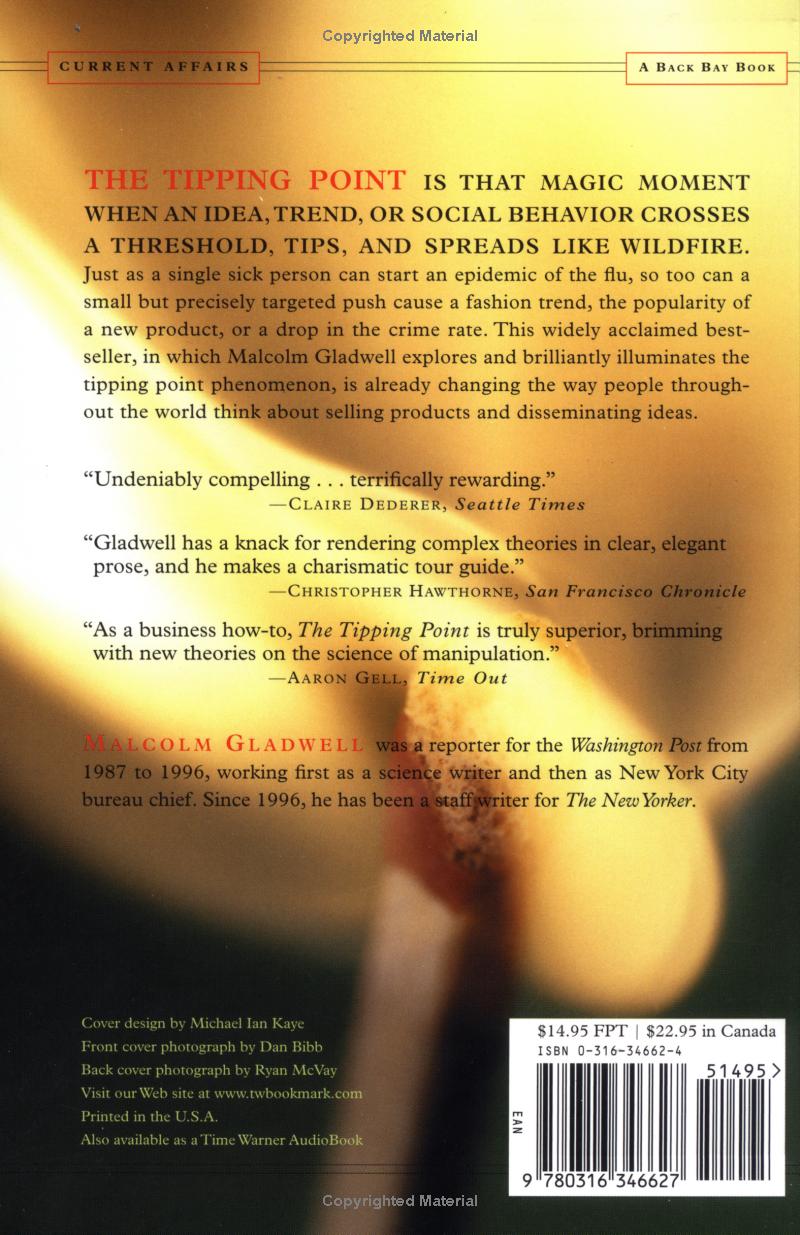 Copyrighted Material
CURRENT AFFAIRS
A BACK BAY BOOK
THE TIPPING POINT IS THAT MAGIC MOMENT
WHEN AN IDEA, TREND, OR SOCIAL BEHAVIOR CROSSES
A THRESHOLD, TIPS, AND SPREADS LIKE WILDFIRE.
Just as a single sick person can start an epidemic of the flu, so too can a
small but precisely targeted push cause a fashion trend, the popularity of
a new product, or a drop in the crime rate. This widely acclaimed best-
seller, in which Malcolm Gladwell explores and brilliantly illuminates the
tipping point phenomenon, is already changing the way people through-
out the world think about selling products and disseminating ideas.
“Undeniably compelling . . . terrifically rewarding.”
—CLAIRE DEDERER, Seattle Times
“Gladwell has a knack for rendering complex theories in clear, elegant
prose, and he makes a charismatic tour guide.”
—CHRISTOPHER HAWTHORNE, San Francisco Chronicle
“As a business how-to, The Tipping Point is truly superior, brimming
with new theories on the science of manipulation.”
—AARON GELL, Time Out
MALCOLM GLADWELL was a reporter for the Washington Post from
1987 to 1996, working first as a science writer and then as New York City
bureau chief. Since 1996, he has been a staff writer for The New Yorker.
Cover design by Michael Ian Kaye
Front cover photograph by Dan Bibb
Back cover photograph by Ryan McVay
Visit our Web site at www.twbookmark.com
Printed in the U.S.A.
Also available as a Time Warner AudioBook
$14.95 FPT | $22.95 in Canada
ISBN 0-316-34662-4
51495>
EAN
9 780316 346627
Copyrighted Material